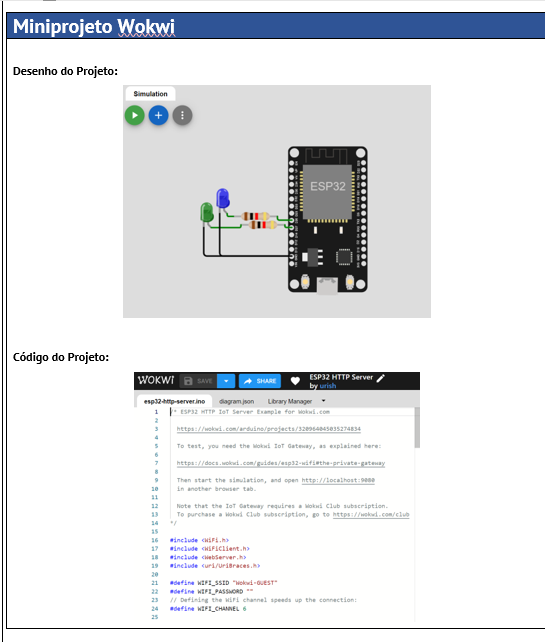 Miniprojeto Wokwi
Desenho do Projeto:
Simulation
ESP32
Código do Projeto:
WOKWI SAVE SHARE ESP32 HTTP Server
by urish
esp32-http-server.ino diagram.json Library Manager
1 /* ESP32 HTTP IoT Server Example for Wokwi.com
2
3 https://wokwi.com/arduino/projects/320964045035274834
4
5 To test, you need the Wokwi IoT Gateway, as explained here:
6
7 https://docs.wokwi.com/guides/esp32-wifi#the-private-gateway
8
9 Then start the simulation, and open http://localhost:9080
10 in another browser tab.
11
12 Note that the IoT Gateway requires a Wokwi Club subscription.
13 To purchase a Wokwi Club subscription, go to https://wokwi.com/club
14 */
15
16 #include <WiFi.h>
17 #include <WiFiClient.h>
18 #include <WebServer.h>
19 #include <uri/UriBraces.h>
20
21 #define WIFI_SSID "Wokwi-GUEST"
22 #define WIFI_PASSWORD ""
23 // Defining the WiFi channel speeds up the connection:
24 #define WIFI_CHANNEL 6
25